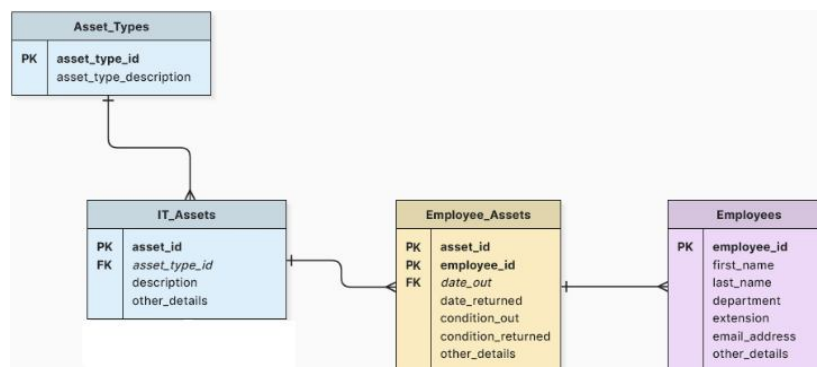 Asset_Types
PK asset_type_id
asset_type_description
IT_Assets
PK asset_id
FK asset_type_id
description
other_details
Employee_Assets
PK asset_id
PK employee_id
FK date_out
date_returned
condition_out
condition_returned
other_details
Employees
PK employee_id
first_name
last_name
department
extension
email_address
other_details